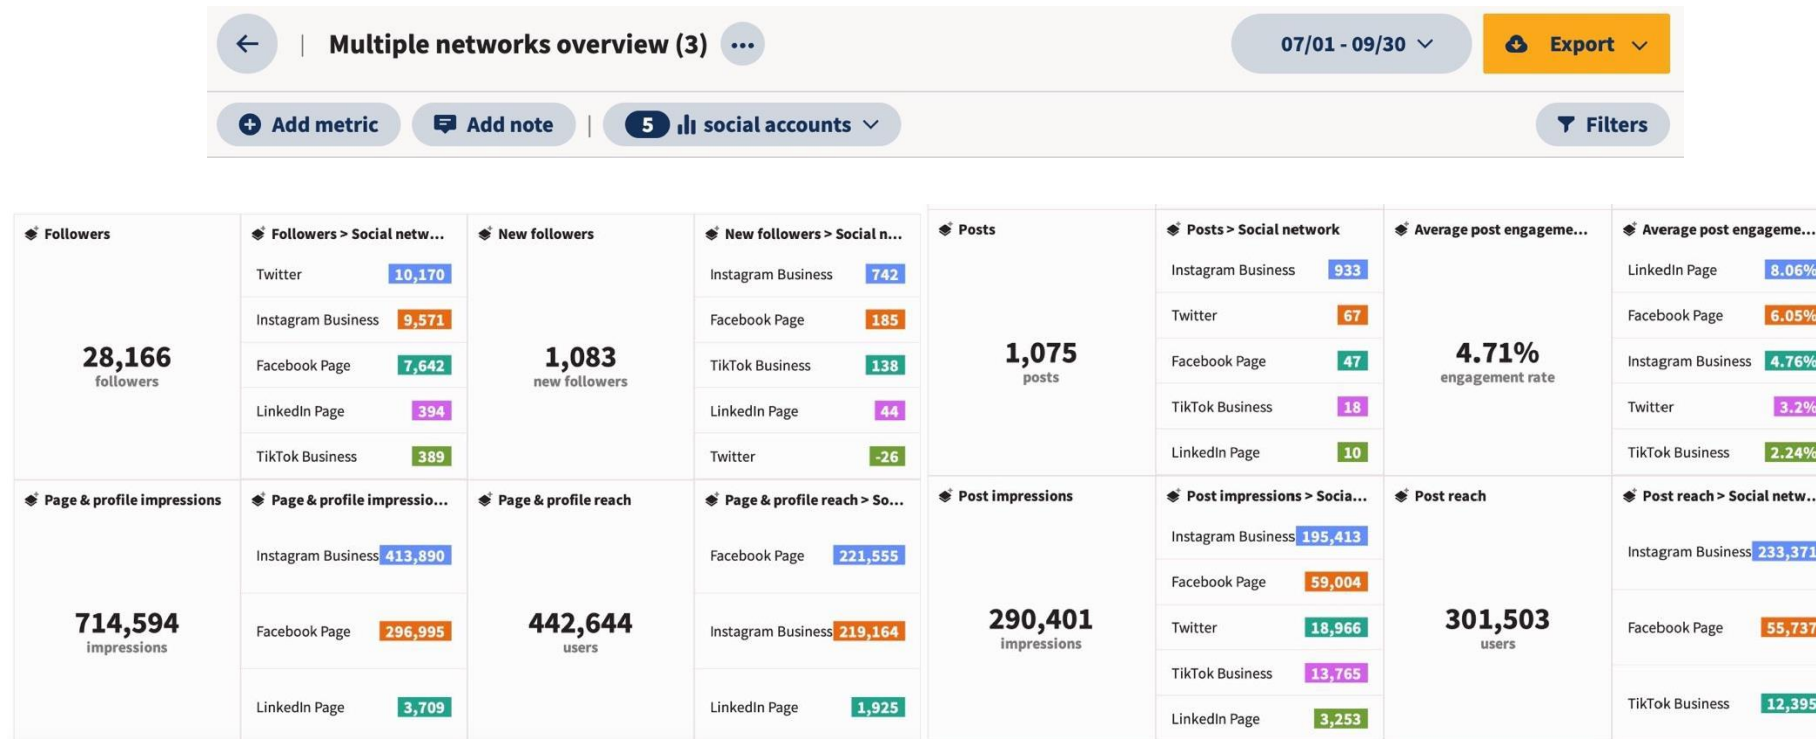 Multiple networks overview (3)
07/01 - 09/30
Export
Add metric
Add note
5 social accounts
Filters
Followers
28,166
followers
Followers > Social netw...
Twitter 10,170
Instagram Business 9,571
Facebook Page 7,642
LinkedIn Page 394
TikTok Business 389
New followers
1,083
new followers
New followers > Social n...
Instagram Business 742
Facebook Page 185
TikTok Business 138
LinkedIn Page 44
Twitter -26
Posts
1,075
posts
Posts > Social network
Instagram Business 933
Twitter 67
Facebook Page 47
TikTok Business 18
LinkedIn Page 10
Average post engageme...
4.71%
engagement rate
Average post engageme...
LinkedIn Page 8.06%
Facebook Page 6.05%
Instagram Business 4.76%
Twitter 3.2%
TikTok Business 2.24%
Page & profile impressions
714,594
impressions
Page & profile impressio...
Instagram Business 413,890
Facebook Page 296,995
LinkedIn Page 3,709
Page & profile reach
442,644
users
Page & profile reach > So...
Facebook Page 221,555
Instagram Business 219,164
LinkedIn Page 1,925
Post impressions
290,401
impressions
Post impressions > Socia...
Instagram Business 195,413
Facebook Page 59,004
Twitter 18,966
TikTok Business 13,765
LinkedIn Page 3,253
Post reach
301,503
users
Post reach > Social netw...
Instagram Business 233,371
Facebook Page 55,737
TikTok Business 12,395